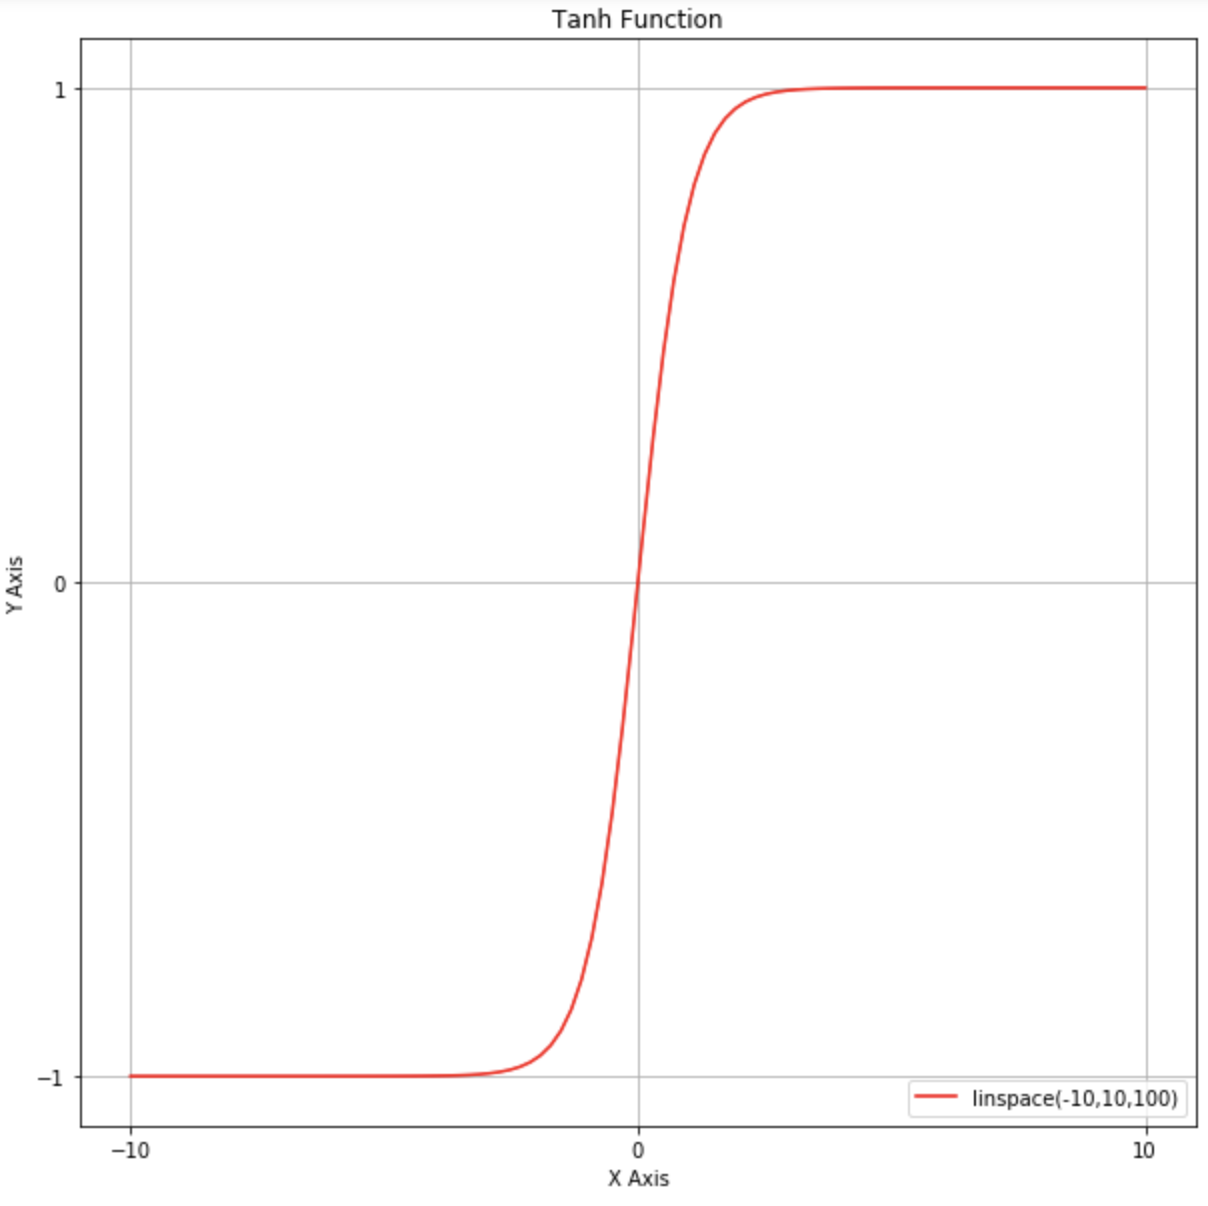 Tanh Function
1
0
−1
Y Axis
linspace(-10,10,100)
−10
0
10
X Axis